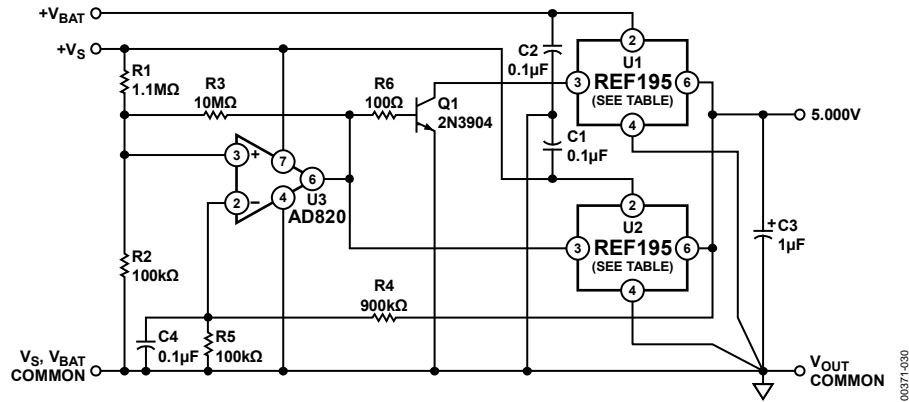 +VBAT
+VS
R1
1.1MΩ
R3
10MΩ
R6
100Ω
Q1
2N3904
C2
0.1µF
2
U1
3
REF195
6
(SEE TABLE)
4
5.000V
C1
0.1µF
3
+
7
6
2
–
4
U3
AD820
2
U2
3
REF195
6
(SEE TABLE)
4
+
C3
1µF
R2
100kΩ
R4
900kΩ
C4
0.1µF
R5
100kΩ
VS, VBAT
COMMON
VOUT
COMMON
00371-030